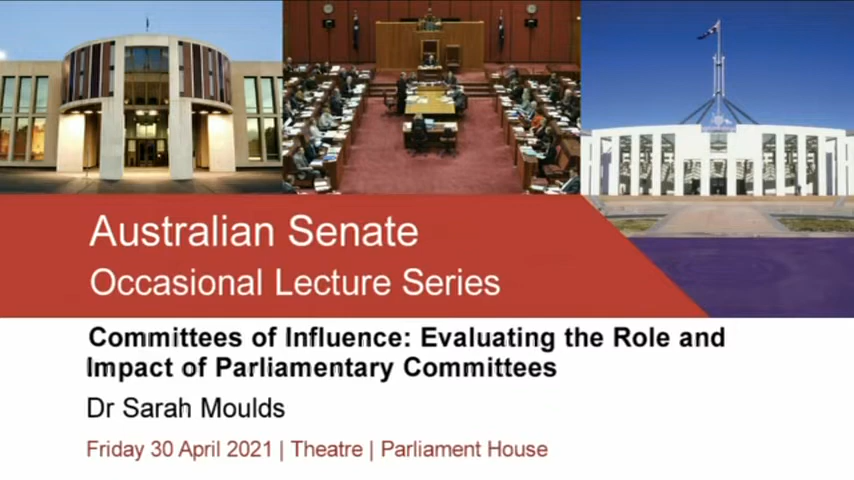 Australian Senate
Occasional Lecture Series
Committees of Influence: Evaluating the Role and
Impact of Parliamentary Committees
Dr Sarah Moulds
Friday 30 April 2021 | Theatre | Parliament House